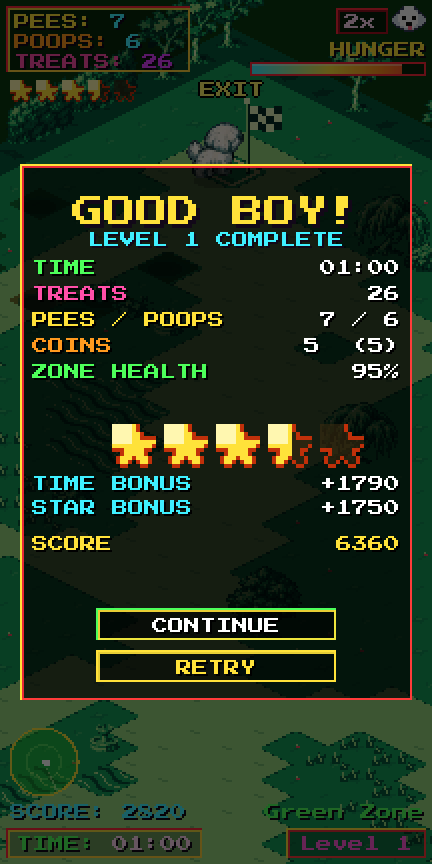 PEES: 7
POOPS: 6
TREATS: 26
2x
HUNGER
EXIT
GOOD BOY!
LEVEL 1 COMPLETE
TIME 01:00
TREATS 26
PEES / POOPS 7 / 6
COINS 5 (5)
ZONE HEALTH 95%
TIME BONUS +1790
STAR BONUS +1750
SCORE 6360
CONTINUE
RETRY
SCORE: 2820
Green Zone
TIME: 01:00
Level 1